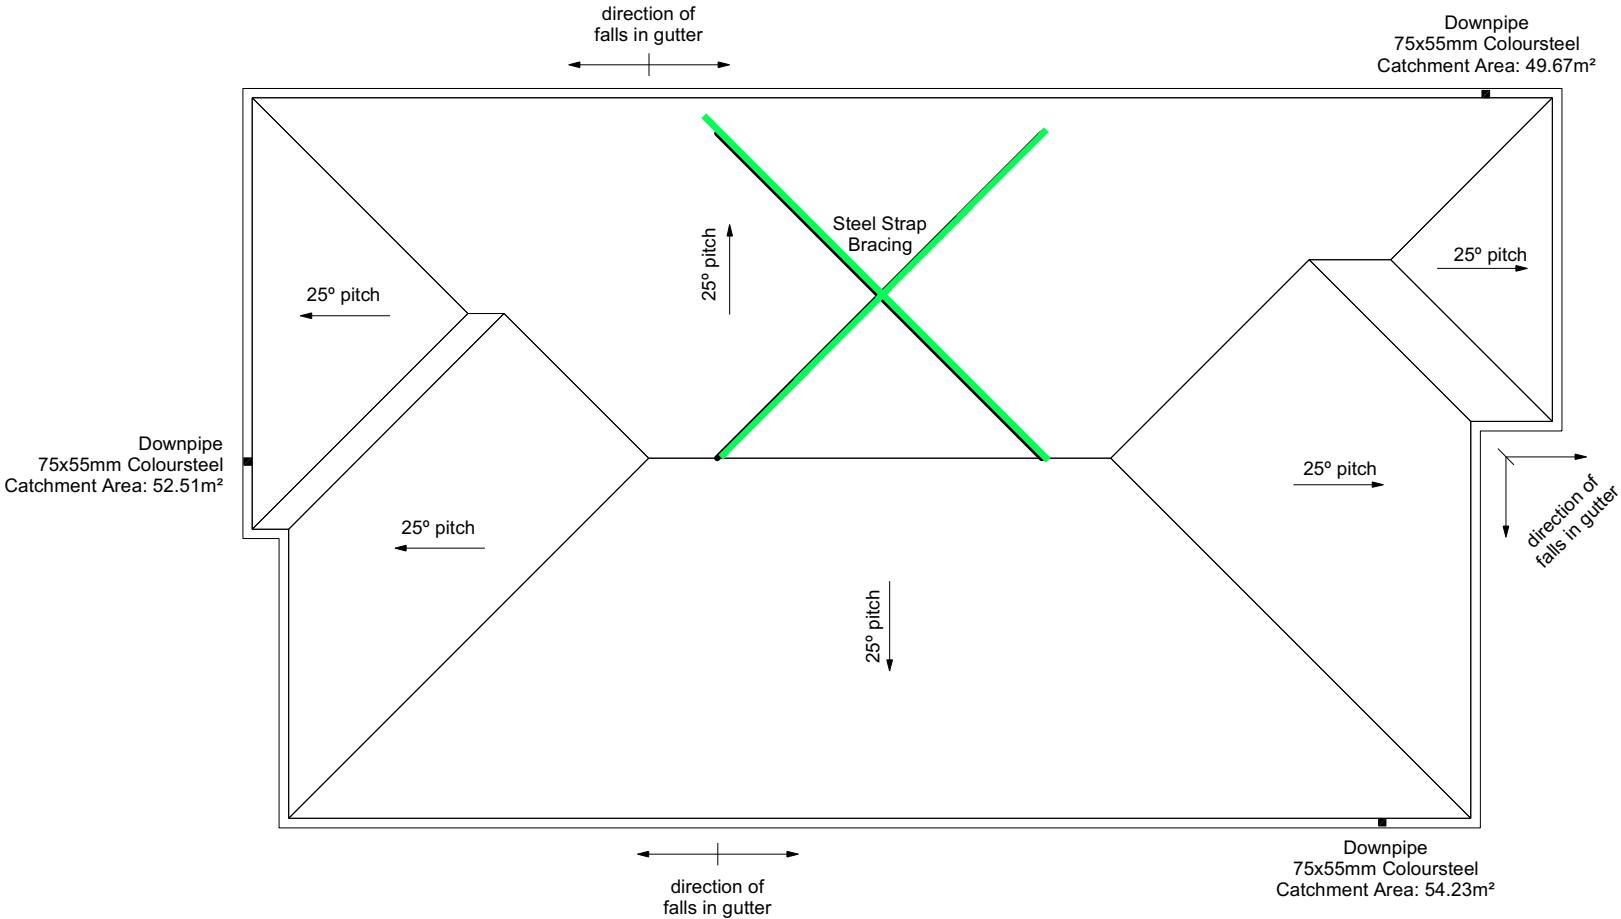 direction of
falls in gutter
Downpipe
75x55mm Coloursteel
Catchment Area: 49.67m²
Steel Strap
Bracing
25º pitch
25º pitch
25º pitch
Downpipe
75x55mm Coloursteel
Catchment Area: 52.51m²
25º pitch
25º pitch
direction of
falls in gutter
25º pitch
Downpipe
75x55mm Coloursteel
Catchment Area: 54.23m²
direction of
falls in gutter